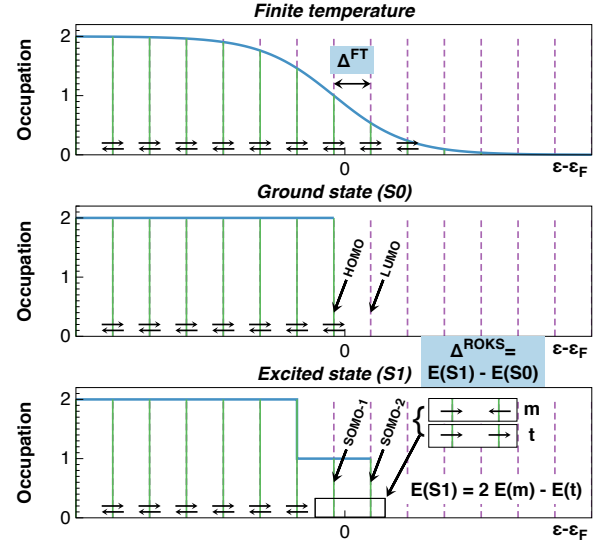 Finite temperature
Occupation
2
1
0
Δ^FT
0
ε-ε_F
Ground state (S0)
Occupation
2
1
0
HOMO
LUMO
0
ε-ε_F
Excited state (S1)
Occupation
2
1
0
SOMO-1
SOMO-2
Δ^ROKS=
E(S1) - E(S0)
{
m
t
E(S1) = 2 E(m) - E(t)
0
ε-ε_F